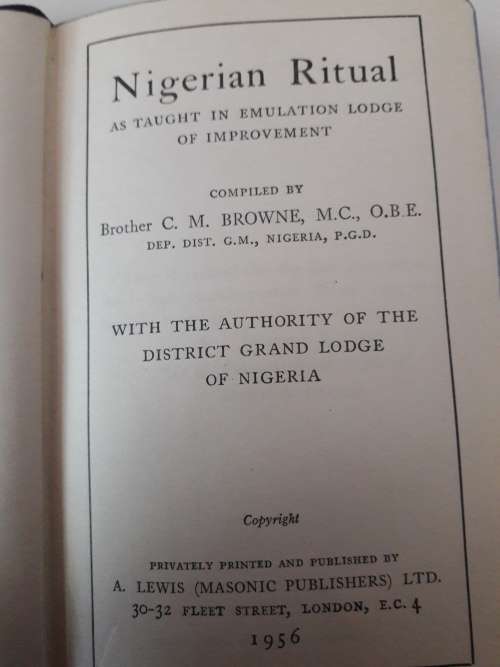 Nigerian Ritual
AS TAUGHT IN EMULATION LODGE
OF IMPROVEMENT
COMPILED BY
Brother C. M. BROWNE, M.C., O.B.E.
DEP. DIST. G.M., NIGERIA, P.G.D.
WITH THE AUTHORITY OF THE
DISTRICT GRAND LODGE
OF NIGERIA
Copyright
PRIVATELY PRINTED AND PUBLISHED BY
A. LEWIS (MASONIC PUBLISHERS) LTD.
30-32 FLEET STREET, LONDON, E.C. 4
1956